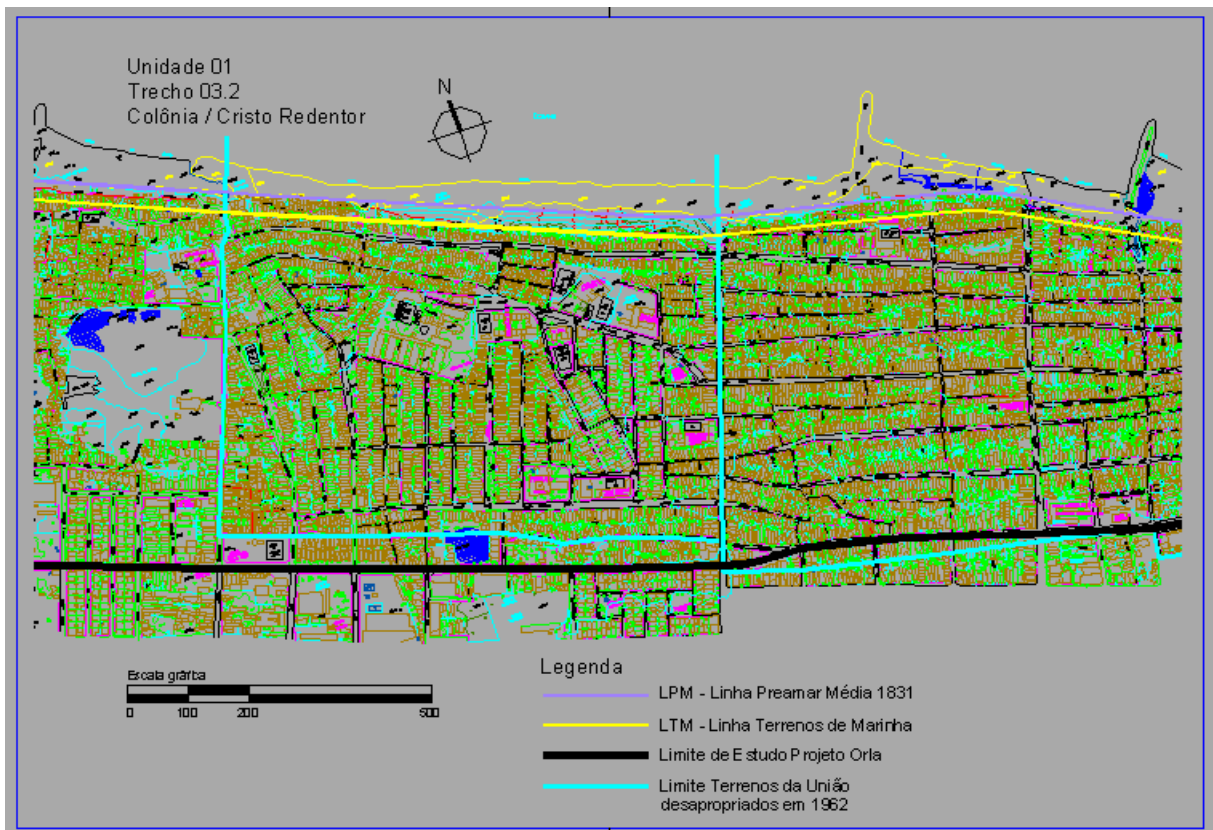 Unidade 01
Trecho 03.2
Colônia / Cristo Redentor
N
Escala gráfica
0 100 200 500
Legenda
LPM - Linha Preamar Média 1831
LTM - Linha Terrenos de Marinha
Limite de Estudo Projeto Orla
Limite Terrenos da União
desapropriados em 1962